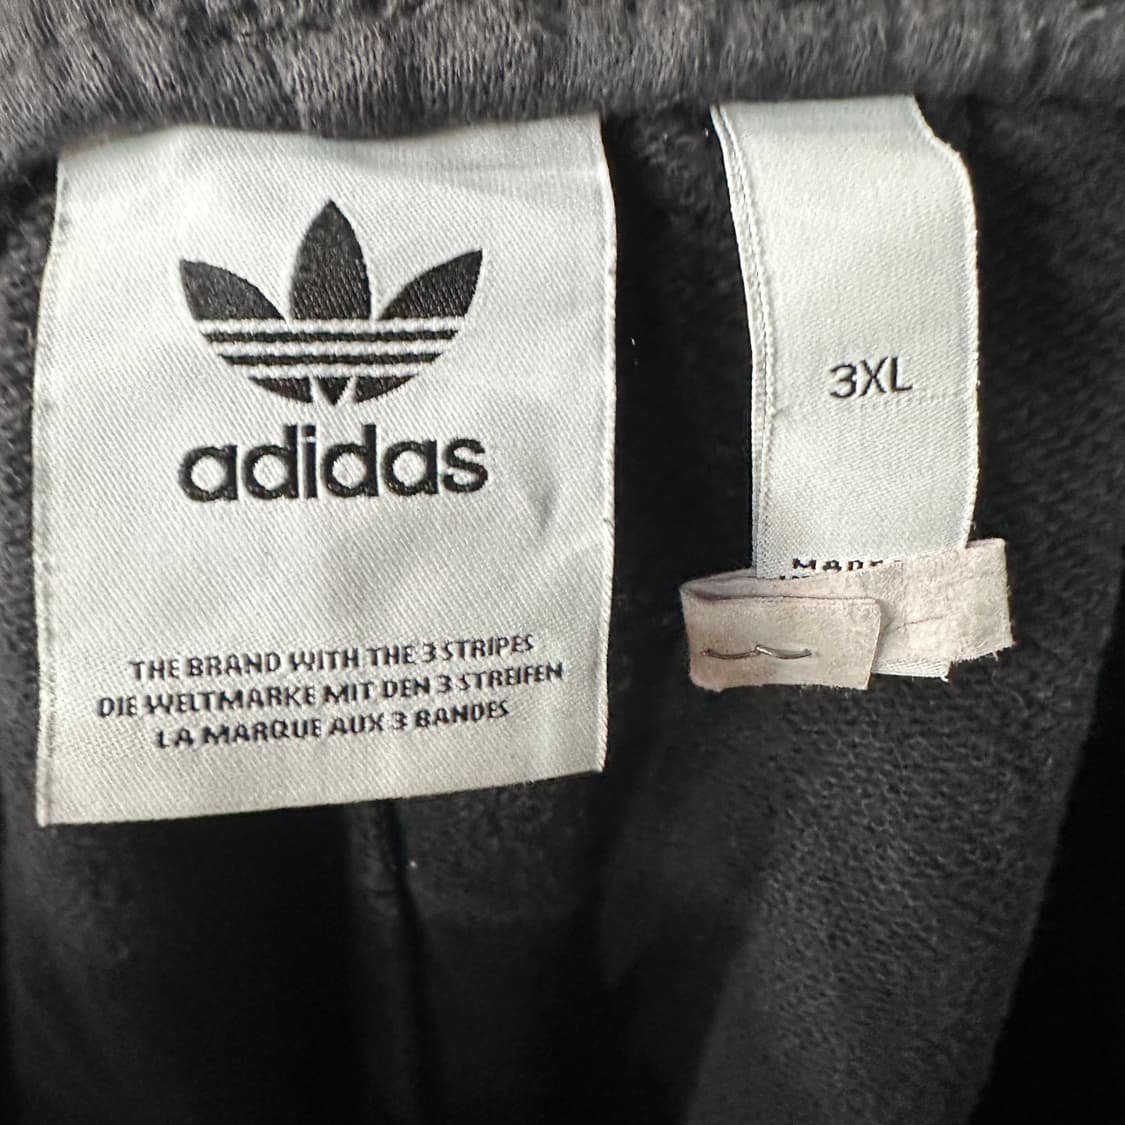 adidas
THE BRAND WITH THE 3 STRIPES
DIE WELTMARKE MIT DEN 3 STREIFEN
LA MARQUE AUX 3 BANDES
3XL
MADE